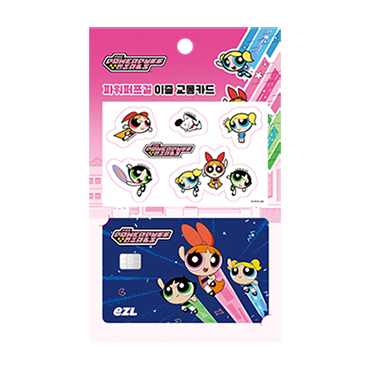 THE
POWERPUFF
GIRLS
파워퍼프걸 이즐 교통카드
POWERPUFF
GIRLS
THE
POWERPUFF
GIRLS
eZL